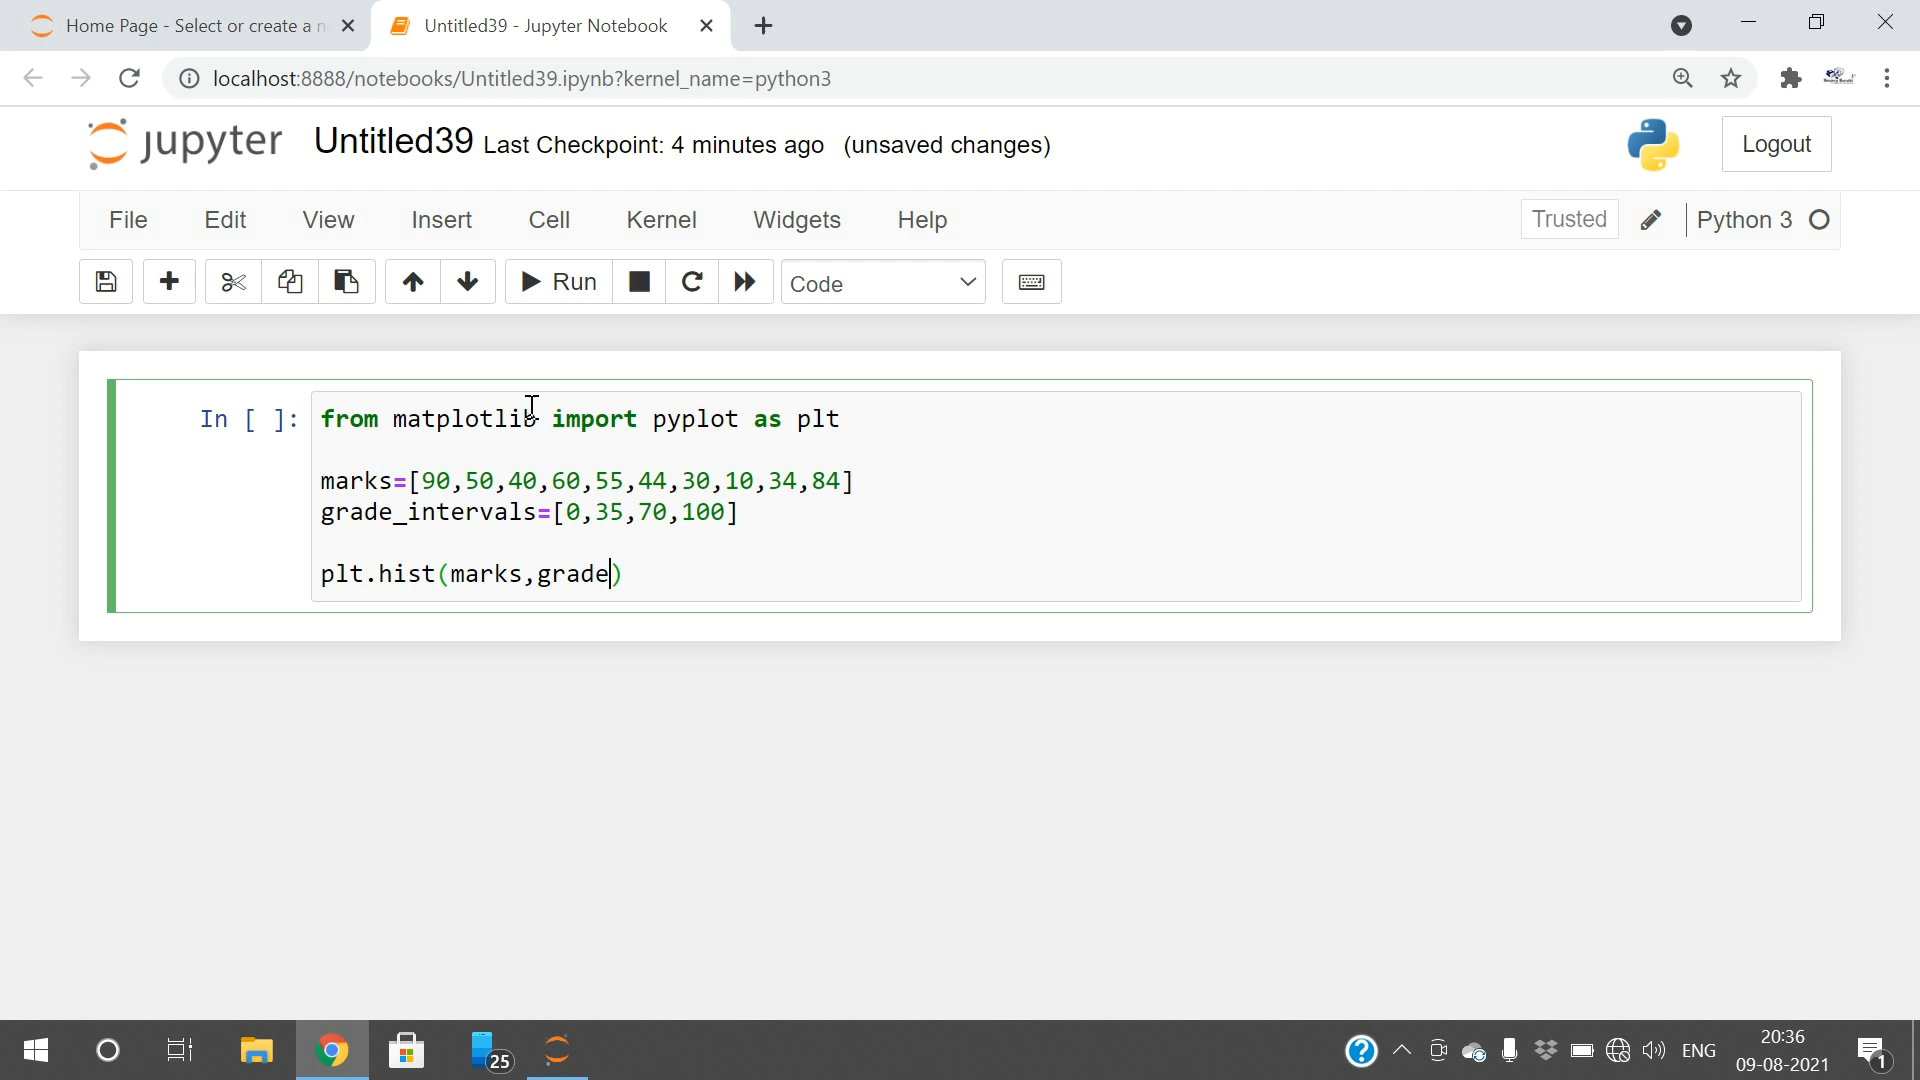 Home Page - Select or create a n
Untitled39 - Jupyter Notebook
localhost:8888/notebooks/Untitled39.ipynb?kernel_name=python3
jupyter Untitled39 Last Checkpoint: 4 minutes ago (unsaved changes)
Logout
File Edit View Insert Cell Kernel Widgets Help
Trusted Python 3
Run Code
In [ ]: from matplotlib import pyplot as plt
marks=[90,50,40,60,55,44,30,10,34,84]
grade_intervals=[0,35,70,100]
plt.hist(marks,grade)
25
ENG
20:36
09-08-2021
1